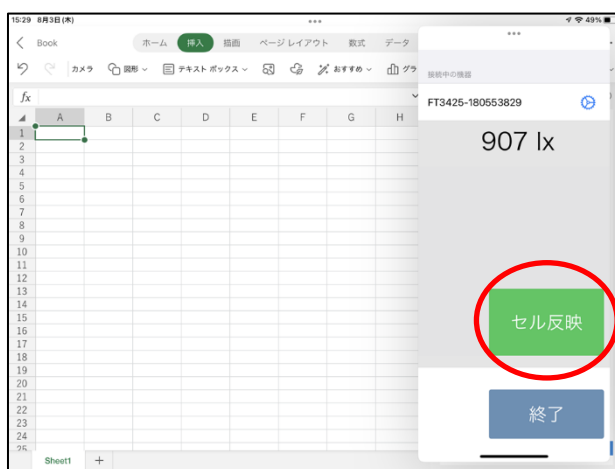 15:29 8月3日(木)
49%
Book
ホーム 挿入 描画 ページ レイアウト 数式 データ
カメラ 図形 テキスト ボックス おすすめ グラ
fx
A B C D E F G H
1
2
3
4
5
6
7
8
9
10
11
12
13
14
15
16
17
18
19
20
21
22
23
24
25
Sheet1 +
接続中の機器
FT3425-180553829
907 lx
セル反映
終了